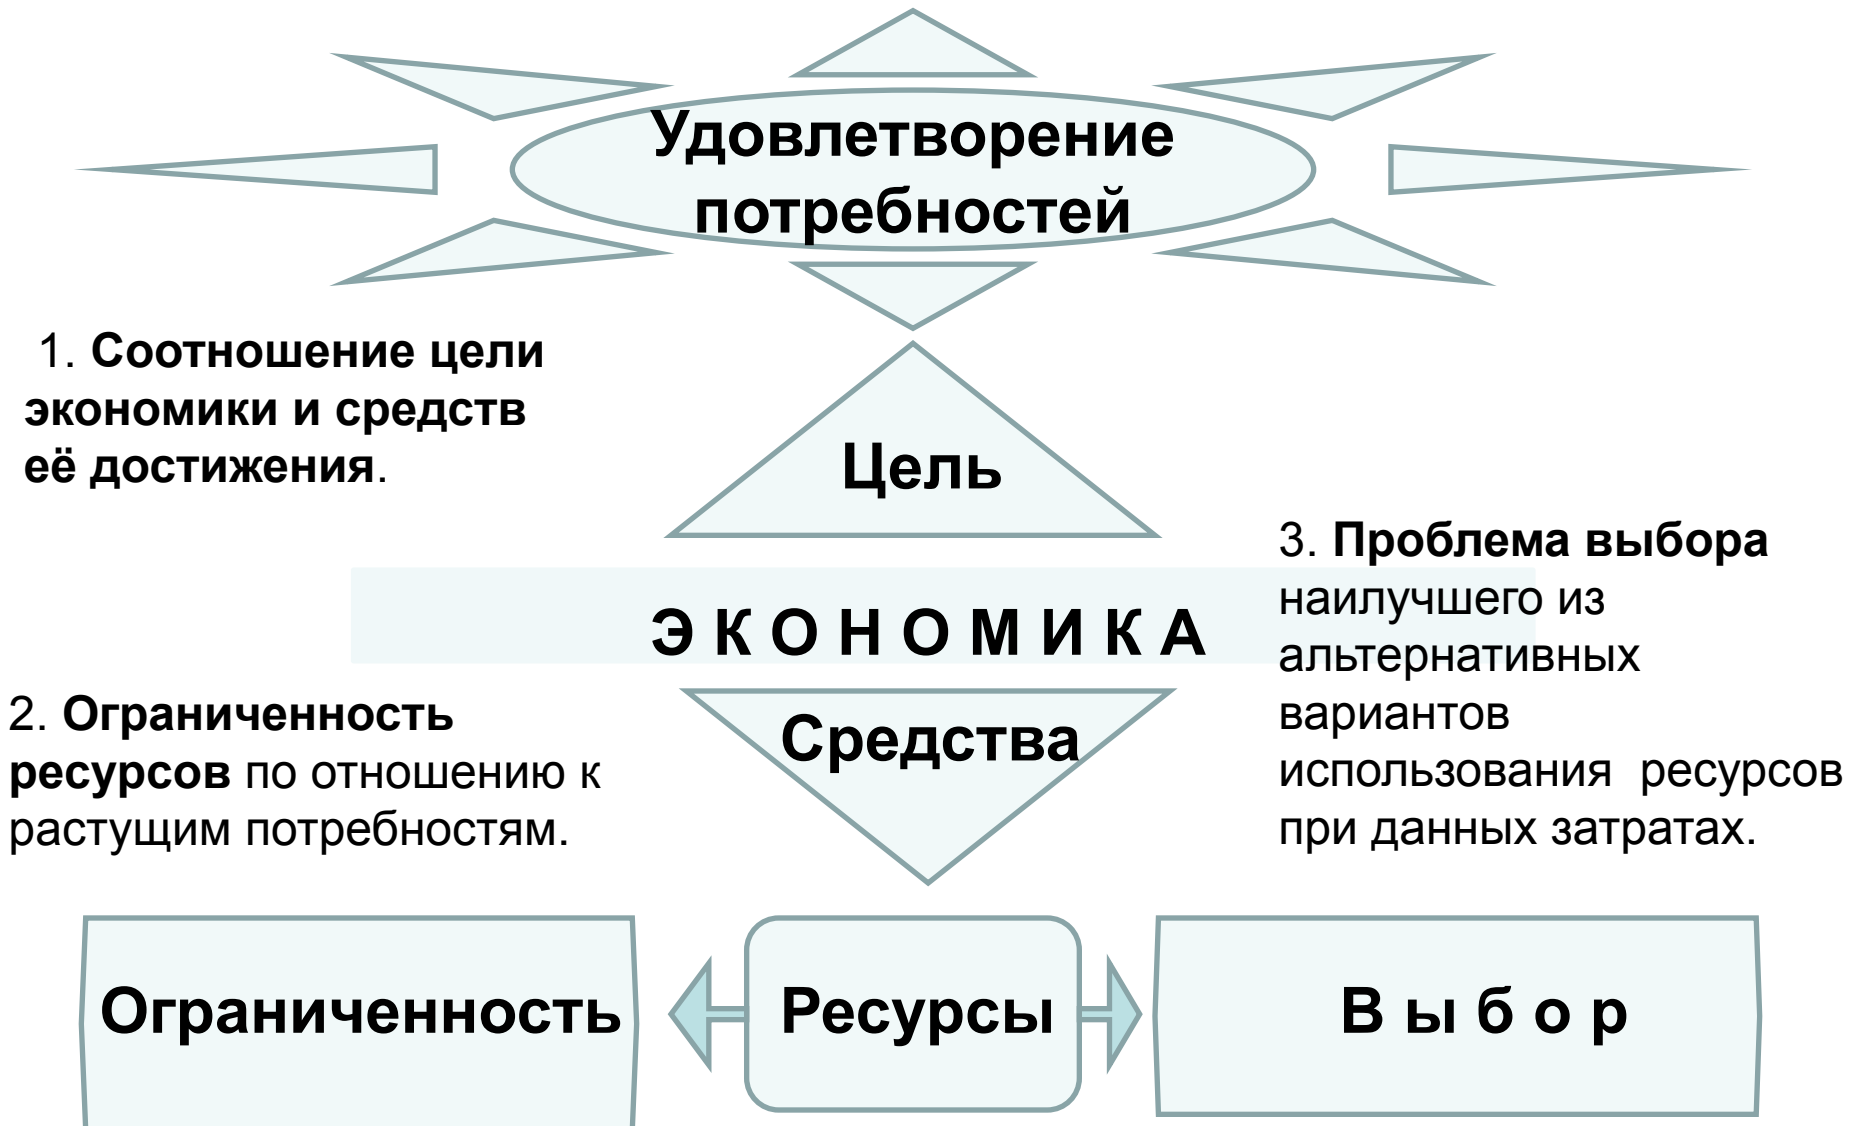 Удовлетворение
потребностей
1. Соотношение цели
экономики и средств
её достижения.
Цель
Э К О Н О М И К А
3. Проблема выбора
наилучшего из
альтернативных
вариантов
использования  ресурсов
при данных затратах.
2. Ограниченность
ресурсов по отношению к
растущим потребностям.
Средства
Ограниченность
Ресурсы
В ы б о р